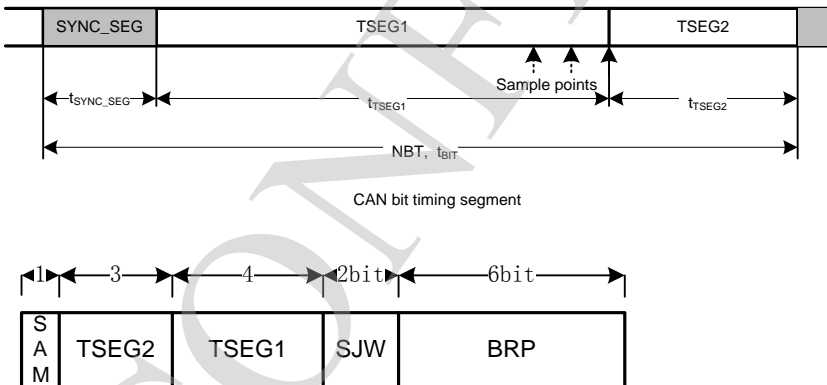 SYNC_SEG TSEG1 TSEG2
Sample points
tSYNC_SEG tTSEG1 tTSEG2
NBT, tBIT
CAN bit timing segment
1 3 4 2bit 6bit
SAM TSEG2 TSEG1 SJW BRP